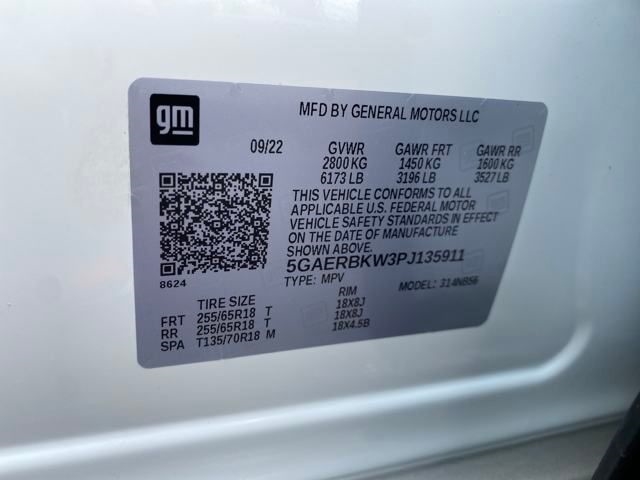 gm
MFD BY GENERAL MOTORS LLC
09/22 GVWR GAWR FRT GAWR RR
2800 KG 1450 KG 1600 KG
6173 LB 3196 LB 3527 LB
THIS VEHICLE CONFORMS TO ALL
APPLICABLE U.S. FEDERAL MOTOR
VEHICLE SAFETY STANDARDS IN EFFECT
ON THE DATE OF MANUFACTURE
SHOWN ABOVE.
5GAERBKW3PJ135911
8624
TYPE: MPV MODEL: 314NB56
TIRE SIZE RIM
FRT 255/65R18 T 18X8J
RR 255/65R18 T 18X8J
SPA T135/70R18 M 18X4.5B